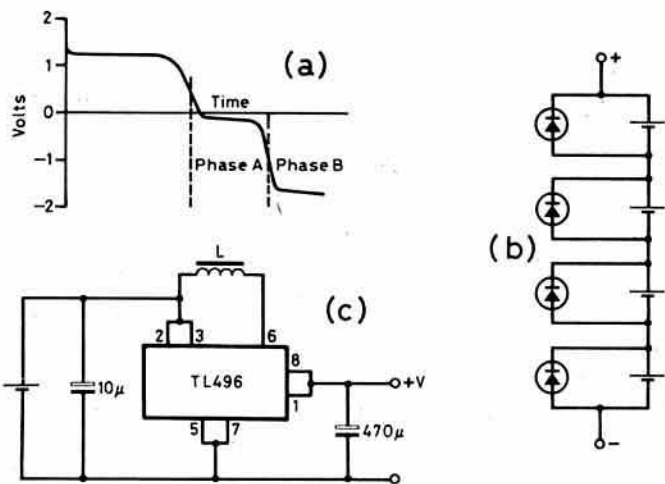 2
1
0
-1
-2
Volts
(a)
Time
Phase A
Phase B
+
(b)
-
L
(c)
2
3
6
TL496
8
1
5
7
10μ
470μ
+V